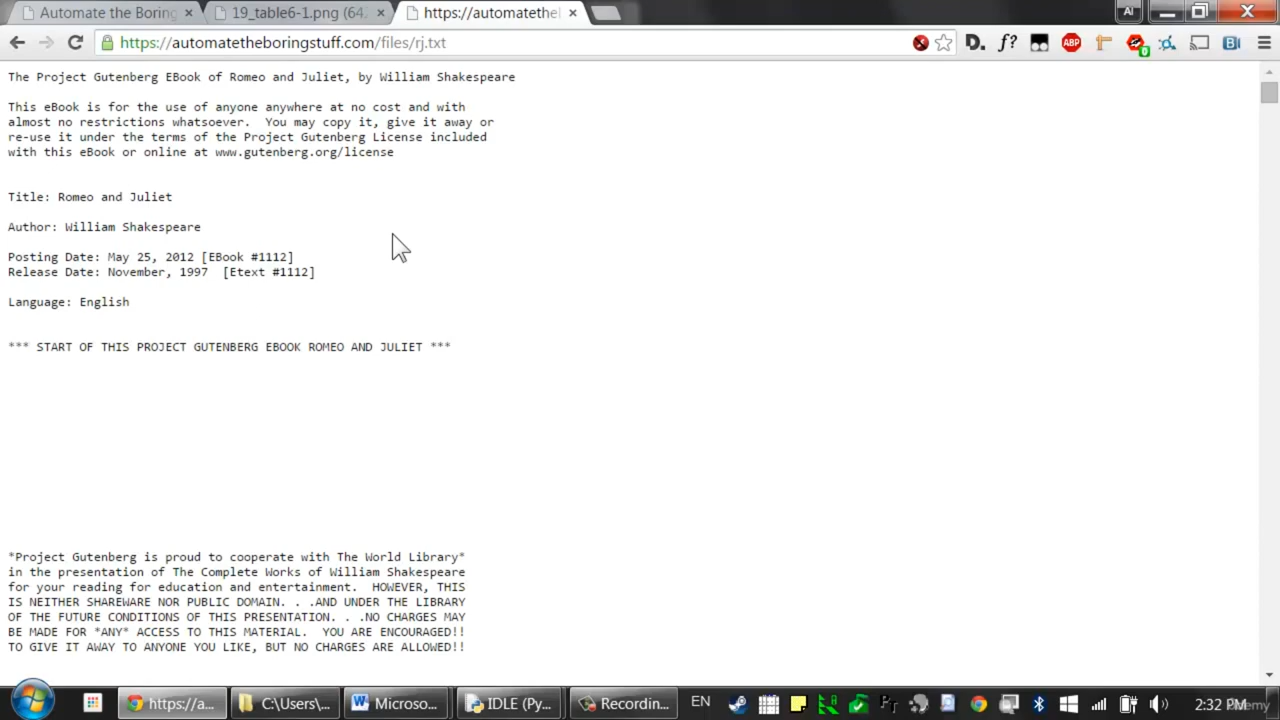 Automate the Boring
19_table6-1.png (64
https://automatethe
AI
https://automatetheboringstuff.com/files/rj.txt
D.
f?
ABP
0
B
The Project Gutenberg EBook of Romeo and Juliet, by William Shakespeare
This eBook is for the use of anyone anywhere at no cost and with
almost no restrictions whatsoever.  You may copy it, give it away or
re-use it under the terms of the Project Gutenberg License included
with this eBook or online at www.gutenberg.org/license
Title: Romeo and Juliet
Author: William Shakespeare
Posting Date: May 25, 2012 [EBook #1112]
Release Date: November, 1997  [Etext #1112]
Language: English
*** START OF THIS PROJECT GUTENBERG EBOOK ROMEO AND JULIET ***
*Project Gutenberg is proud to cooperate with The World Library*
in the presentation of The Complete Works of William Shakespeare
for your reading for education and entertainment.  HOWEVER, THIS
IS NEITHER SHAREWARE NOR PUBLIC DOMAIN. . .AND UNDER THE LIBRARY
OF THE FUTURE CONDITIONS OF THIS PRESENTATION. . .NO CHARGES MAY
BE MADE FOR *ANY* ACCESS TO THIS MATERIAL.  YOU ARE ENCOURAGED!!
TO GIVE IT AWAY TO ANYONE YOU LIKE, BUT NO CHARGES ARE ALLOWED!!
https://a...
C:\Users\...
Microso...
IDLE (Py...
Recordin...
EN
Pr
2:32 PM